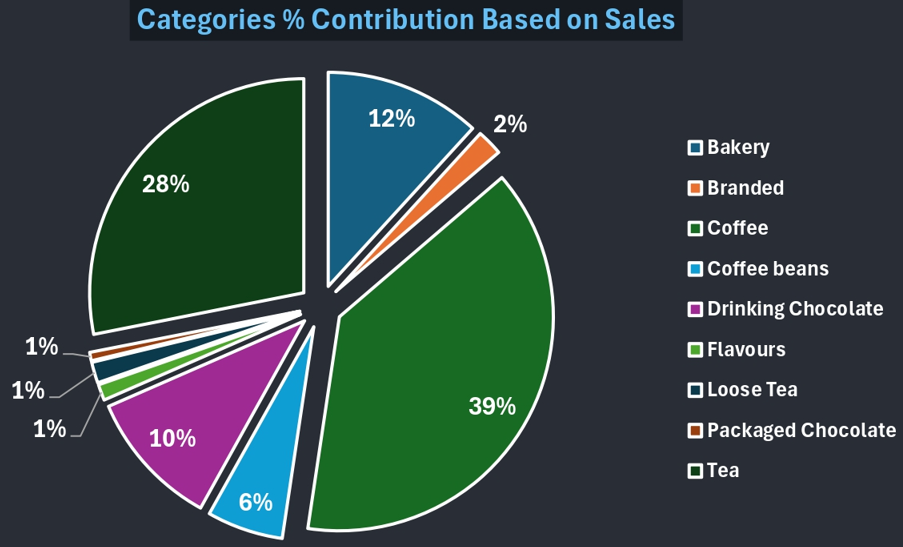 Categories % Contribution Based on Sales
12%
2%
28%
39%
10%
6%
1%
1%
1%
Bakery
Branded
Coffee
Coffee beans
Drinking Chocolate
Flavours
Loose Tea
Packaged Chocolate
Tea